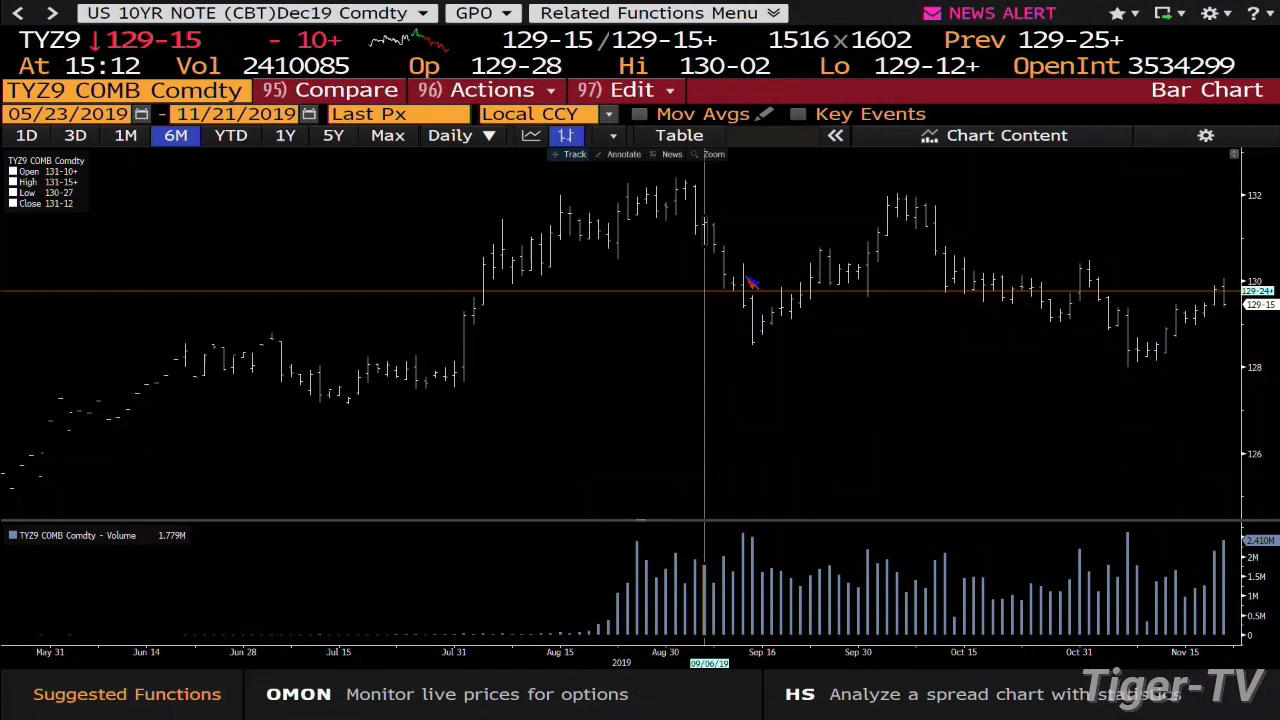 US 10YR NOTE (CBT)Dec19 Comdty GPO Related Functions Menu NEWS ALERT ?
TYZ9 ↓129-15 - 10+ 129-15/129-15+ 1516x1602 Prev 129-25+
At 15:12 Vol 2410085 Op 129-28 Hi 130-02 Lo 129-12+ OpenInt 3534299
TYZ9 COMB Comdty 95) Compare 96) Actions 97) Edit Bar Chart
05/23/2019 - 11/21/2019 Last Px Local CCY Mov Avgs Key Events
1D 3D 1M 6M YTD 1Y 5Y Max Daily Table Chart Content
Track Annotate News Zoom
TYZ9 COMB Comdty
Open 131-10+
High 131-15+
Low 130-27
Close 131-12
132
130
129-24+
129-15
128
126
TYZ9 COMB Comdty - Volume 1.779M
2.410M
2M
1.5M
1M
0.5M
0
May 31 Jun 14 Jun 28 Jul 15 Jul 31 Aug 15 Aug 30 Sep 16 Sep 30 Oct 15 Oct 31 Nov 15
2019 09/06/19
Suggested Functions OMON Monitor live prices for options HS Analyze a spread chart with statistics
Tiger-TV